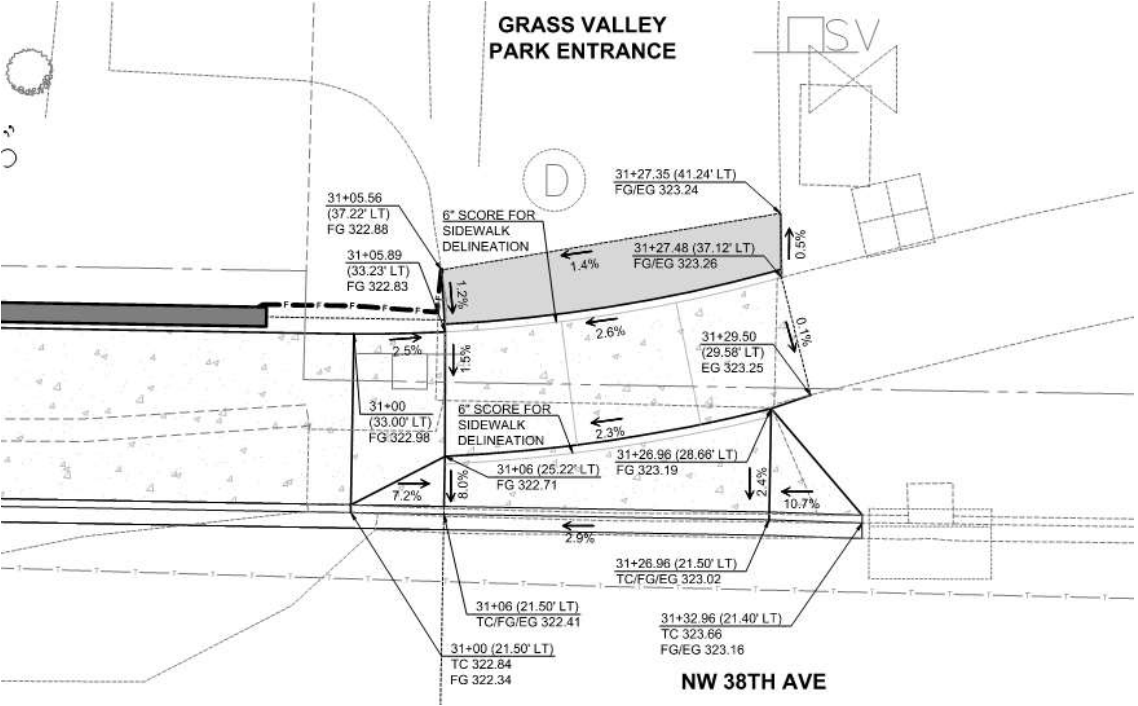 GRASS VALLEY
PARK ENTRANCE
SV
D
31+27.35 (41.24' LT)
FG/EG 323.24
31+05.56
(37.22' LT)
FG 322.88
6" SCORE FOR
SIDEWALK
DELINEATION
31+27.48 (37.12' LT)
FG/EG 323.26
0.5%
31+05.89
(33.23' LT)
FG 322.83
1.4%
1.2%
F
F
F
F
F
2.6%
0.1%
2.5%
1.5%
31+29.50
(29.58' LT)
EG 323.25
31+00
(33.00' LT)
FG 322.98
6" SCORE FOR
SIDEWALK
DELINEATION
2.3%
31+26.96 (28.66' LT)
FG 323.19
31+06 (25.22' LT)
FG 322.71
7.2%
8.0%
2.4%
10.7%
2.9%
31+26.96 (21.50' LT)
TC/FG/EG 323.02
31+06 (21.50' LT)
TC/FG/EG 322.41
31+32.96 (21.40' LT)
TC 323.66
FG/EG 323.16
31+00 (21.50' LT)
TC 322.84
FG 322.34
NW 38TH AVE